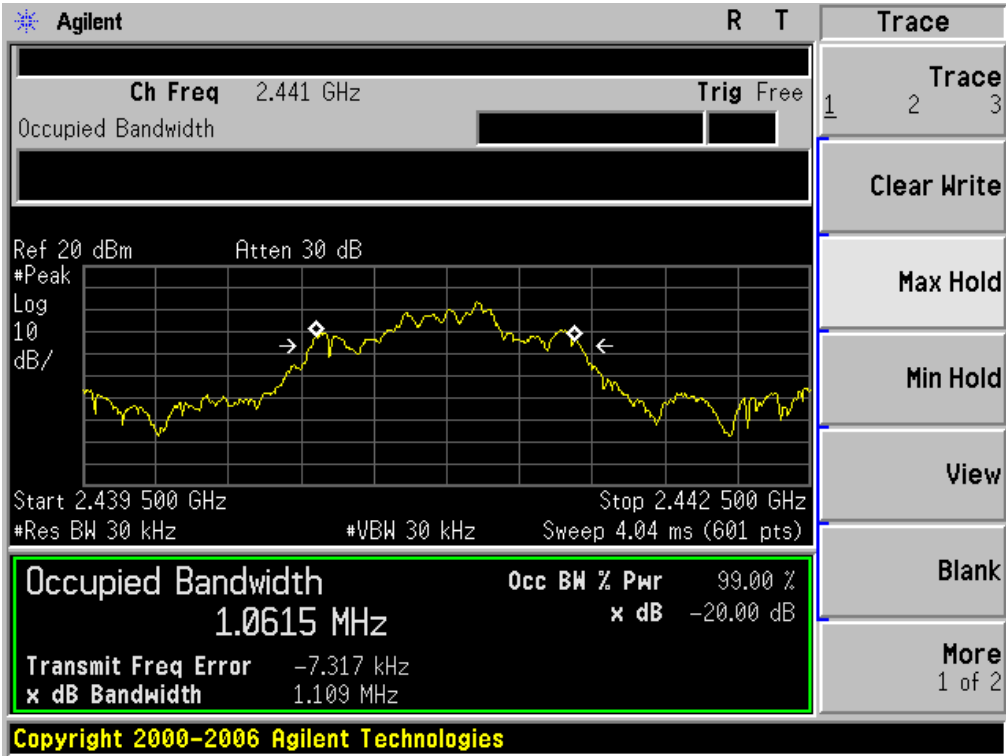 Agilent R T Trace
Ch Freq 2.441 GHz Trig Free
Occupied Bandwidth
Trace
1 2 3
Clear Write
Max Hold
Min Hold
View
Blank
More
1 of 2
Ref 20 dBm Atten 30 dB
#Peak
Log
10
dB/
Start 2.439 500 GHz Stop 2.442 500 GHz
#Res BW 30 kHz #VBW 30 kHz Sweep 4.04 ms (601 pts)
Occupied Bandwidth Occ BW % Pwr 99.00 %
1.0615 MHz x dB -20.00 dB
Transmit Freq Error -7.317 kHz
x dB Bandwidth 1.109 MHz
Copyright 2000-2006 Agilent Technologies